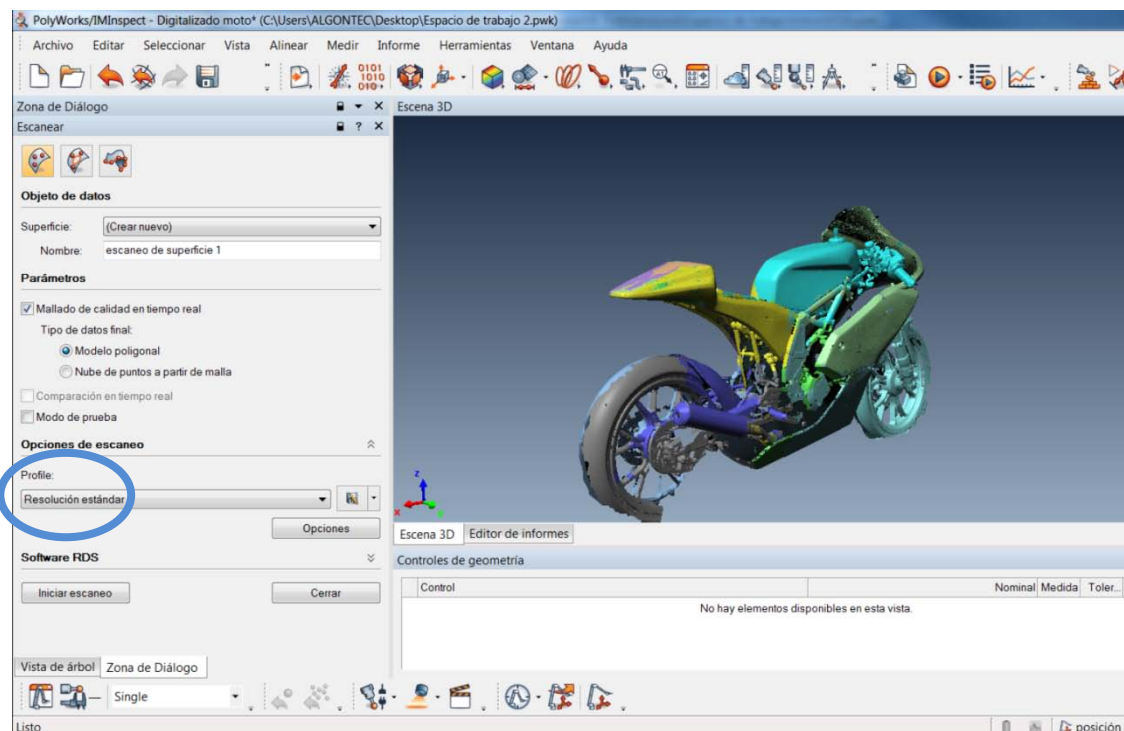 PolyWorks/IMInspect - Digitalizado moto* (C:\Users\ALGONTEC\Desktop\Espacio de trabajo 2.pwk)
Archivo Editar Seleccionar Vista Alinear Medir Informe Herramientas Ventana Ayuda
Zona de Diálogo
Escena 3D
Escanear
Objeto de datos
Superficie: (Crear nuevo)
Nombre: escaneo de superficie 1
Parámetros
Mallado de calidad en tiempo real
Tipo de datos final:
Modelo poligonal
Nube de puntos a partir de malla
Comparación en tiempo real
Modo de prueba
Opciones de escaneo
Profile:
Resolución estándar
Opciones
Software RDS
Iniciar escaneo Cerrar
Vista de árbol Zona de Diálogo
z
x
Escena 3D Editor de informes
Controles de geometría
Control Nominal Medida Toler...
No hay elementos disponibles en esta vista.
Single
Listo
posición